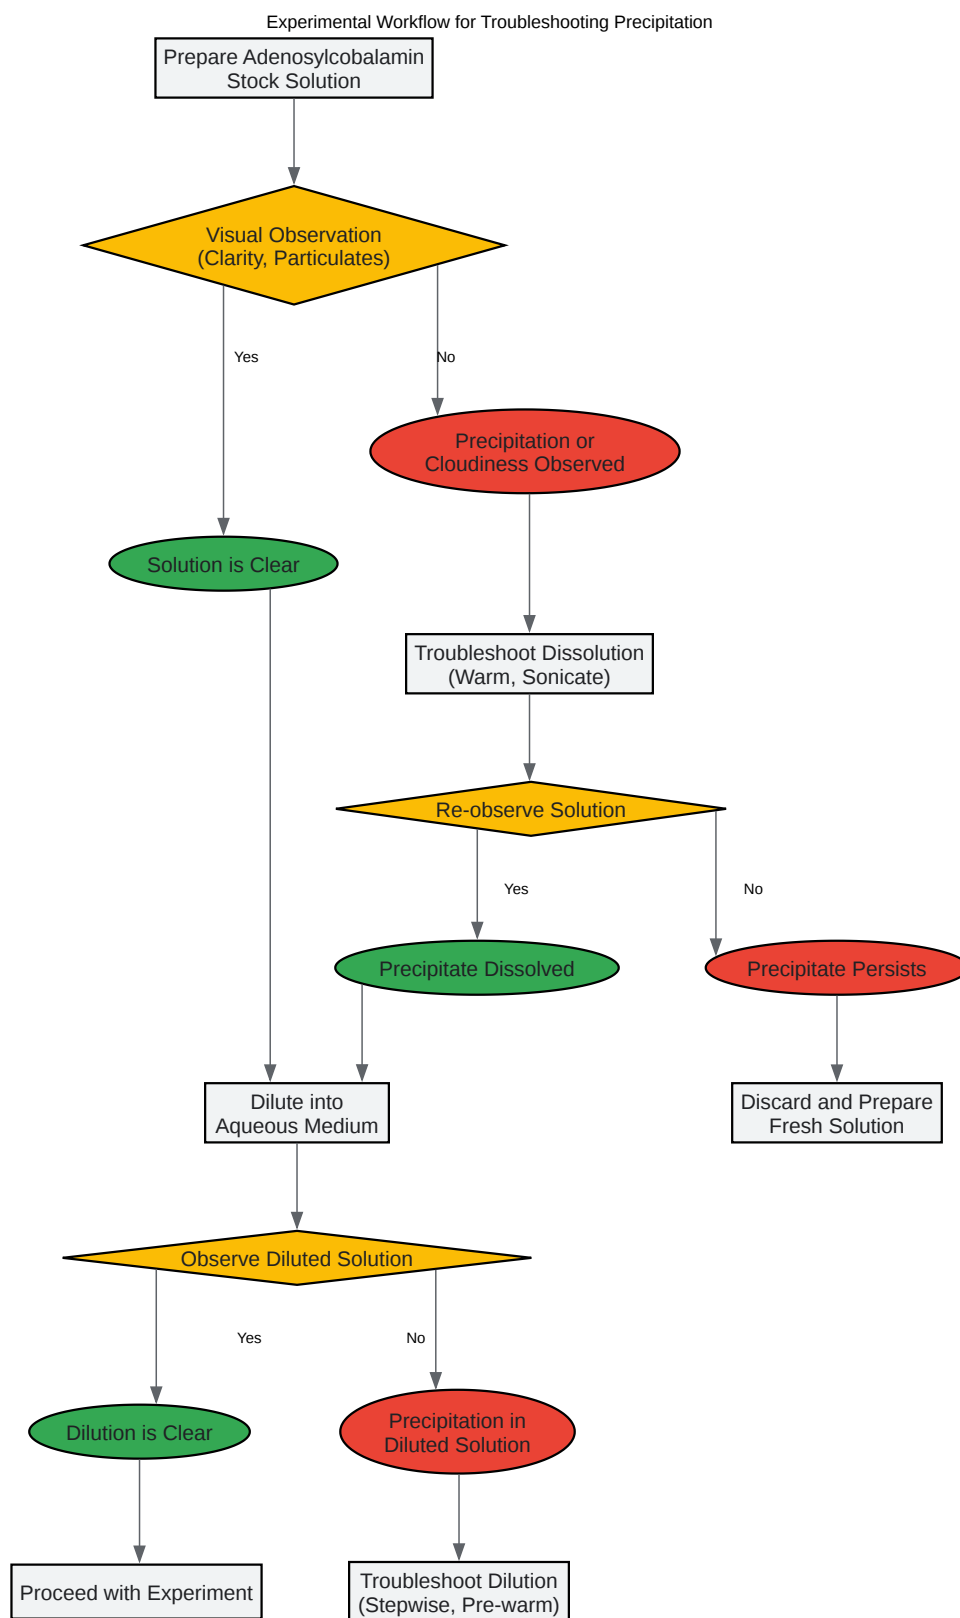 Experimental Workflow for Troubleshooting Precipitation
Prepare Adenosylcobalamin
Stock Solution
Visual Observation
(Clarity, Particulates)
Yes
No
Precipitation or
Cloudiness Observed
Solution is Clear
Troubleshoot Dissolution
(Warm, Sonicate)
Re-observe Solution
Yes
No
Precipitate Dissolved
Precipitate Persists
Dilute into
Aqueous Medium
Discard and Prepare
Fresh Solution
Observe Diluted Solution
Yes
No
Dilution is Clear
Precipitation in
Diluted Solution
Proceed with Experiment
Troubleshoot Dilution
(Stepwise, Pre-warm)